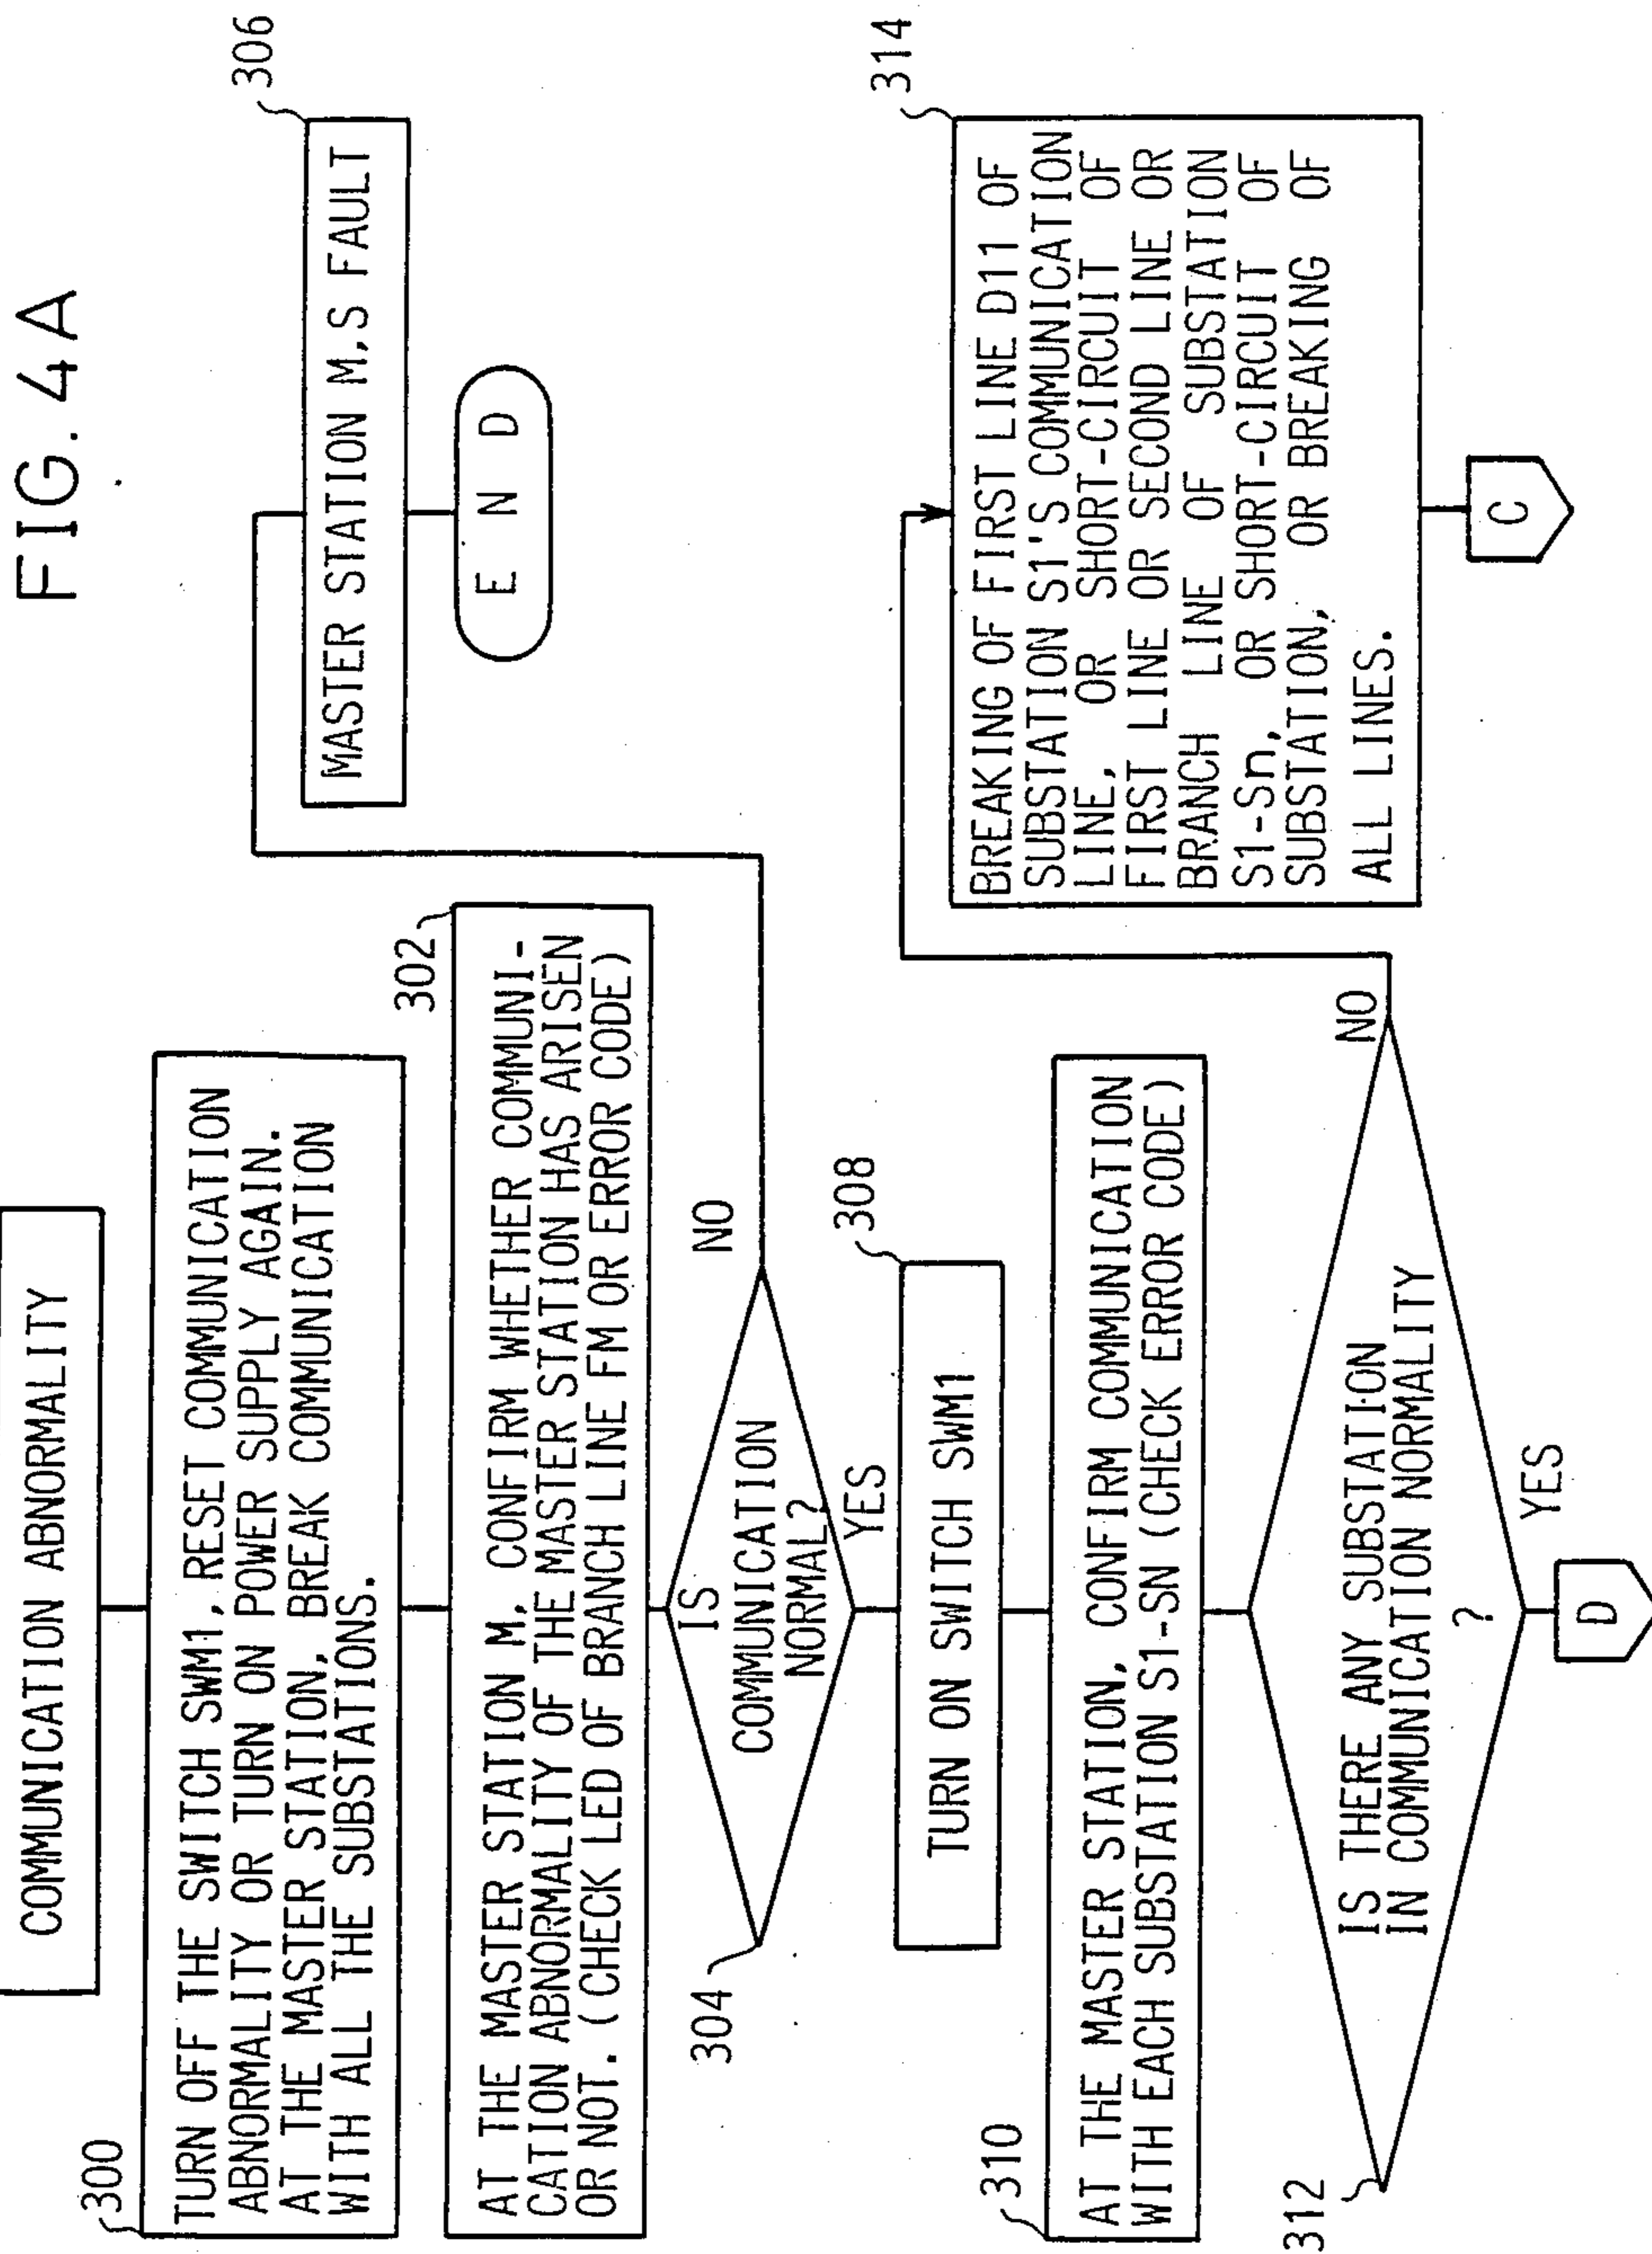 FIG. 4A
COMMUNICATION ABNORMALITY
300
TURN OFF THE SWITCH SWM1, RESET COMMUNICATION
ABNORMALITY OR TURN ON POWER SUPPLY AGAIN.
AT THE MASTER STATION, BREAK COMMUNICATION
WITH ALL THE SUBSTATIONS.
302
AT THE MASTER STATION M, CONFIRM WHETHER COMMUNI-
CATION ABNORMALITY OF THE MASTER STATION HAS ARISEN
OR NOT. (CHECK LED OF BRANCH LINE FM OR ERROR CODE)
304
IS
COMMUNICATION
NORMAL?
NO
YES
306
MASTER STATION M,S FAULT
E N D
308
TURN ON SWITCH SWM1
310
AT THE MASTER STATION, CONFIRM COMMUNICATION
WITH EACH SUBSTATION S1-SN (CHECK ERROR CODE)
312
IS THERE ANY SUBSTATION
IN COMMUNICATION NORMALITY
?
NO
YES
D
314
BREAKING OF FIRST LINE D11 OF
SUBSTATION S1'S COMMUNICATION
LINE, OR SHORT-CIRCUIT OF
FIRST LINE OR SECOND LINE OR
BRANCH LINE OF SUBSTATION
S1-Sn, OR SHORT-CIRCUIT OF
SUBSTATION, OR BREAKING OF
ALL LINES.
C